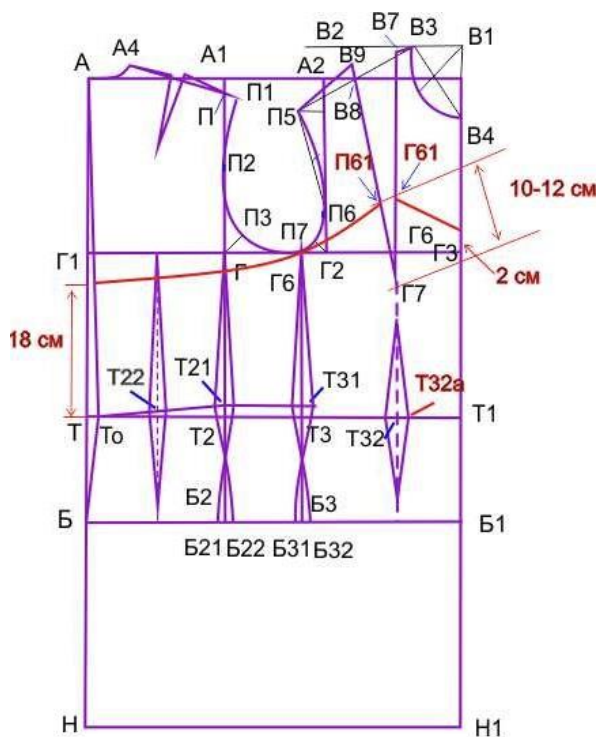 В7 В3
В2 В1
А4 А1 В9
А А2
П П1 П5 В8
В4
П61 Г61
П2
10-12 см
П3 П7 П6
Г1 Г Г2 Г6 Г3
Г6 Г7 2 см
18 см
Т22 Т21 Т31
Т32а
Т То Т2 Т3 Т32 Т1
Б2 Б3
Б Б1
Б21 Б22 Б31 Б32
Н Н1